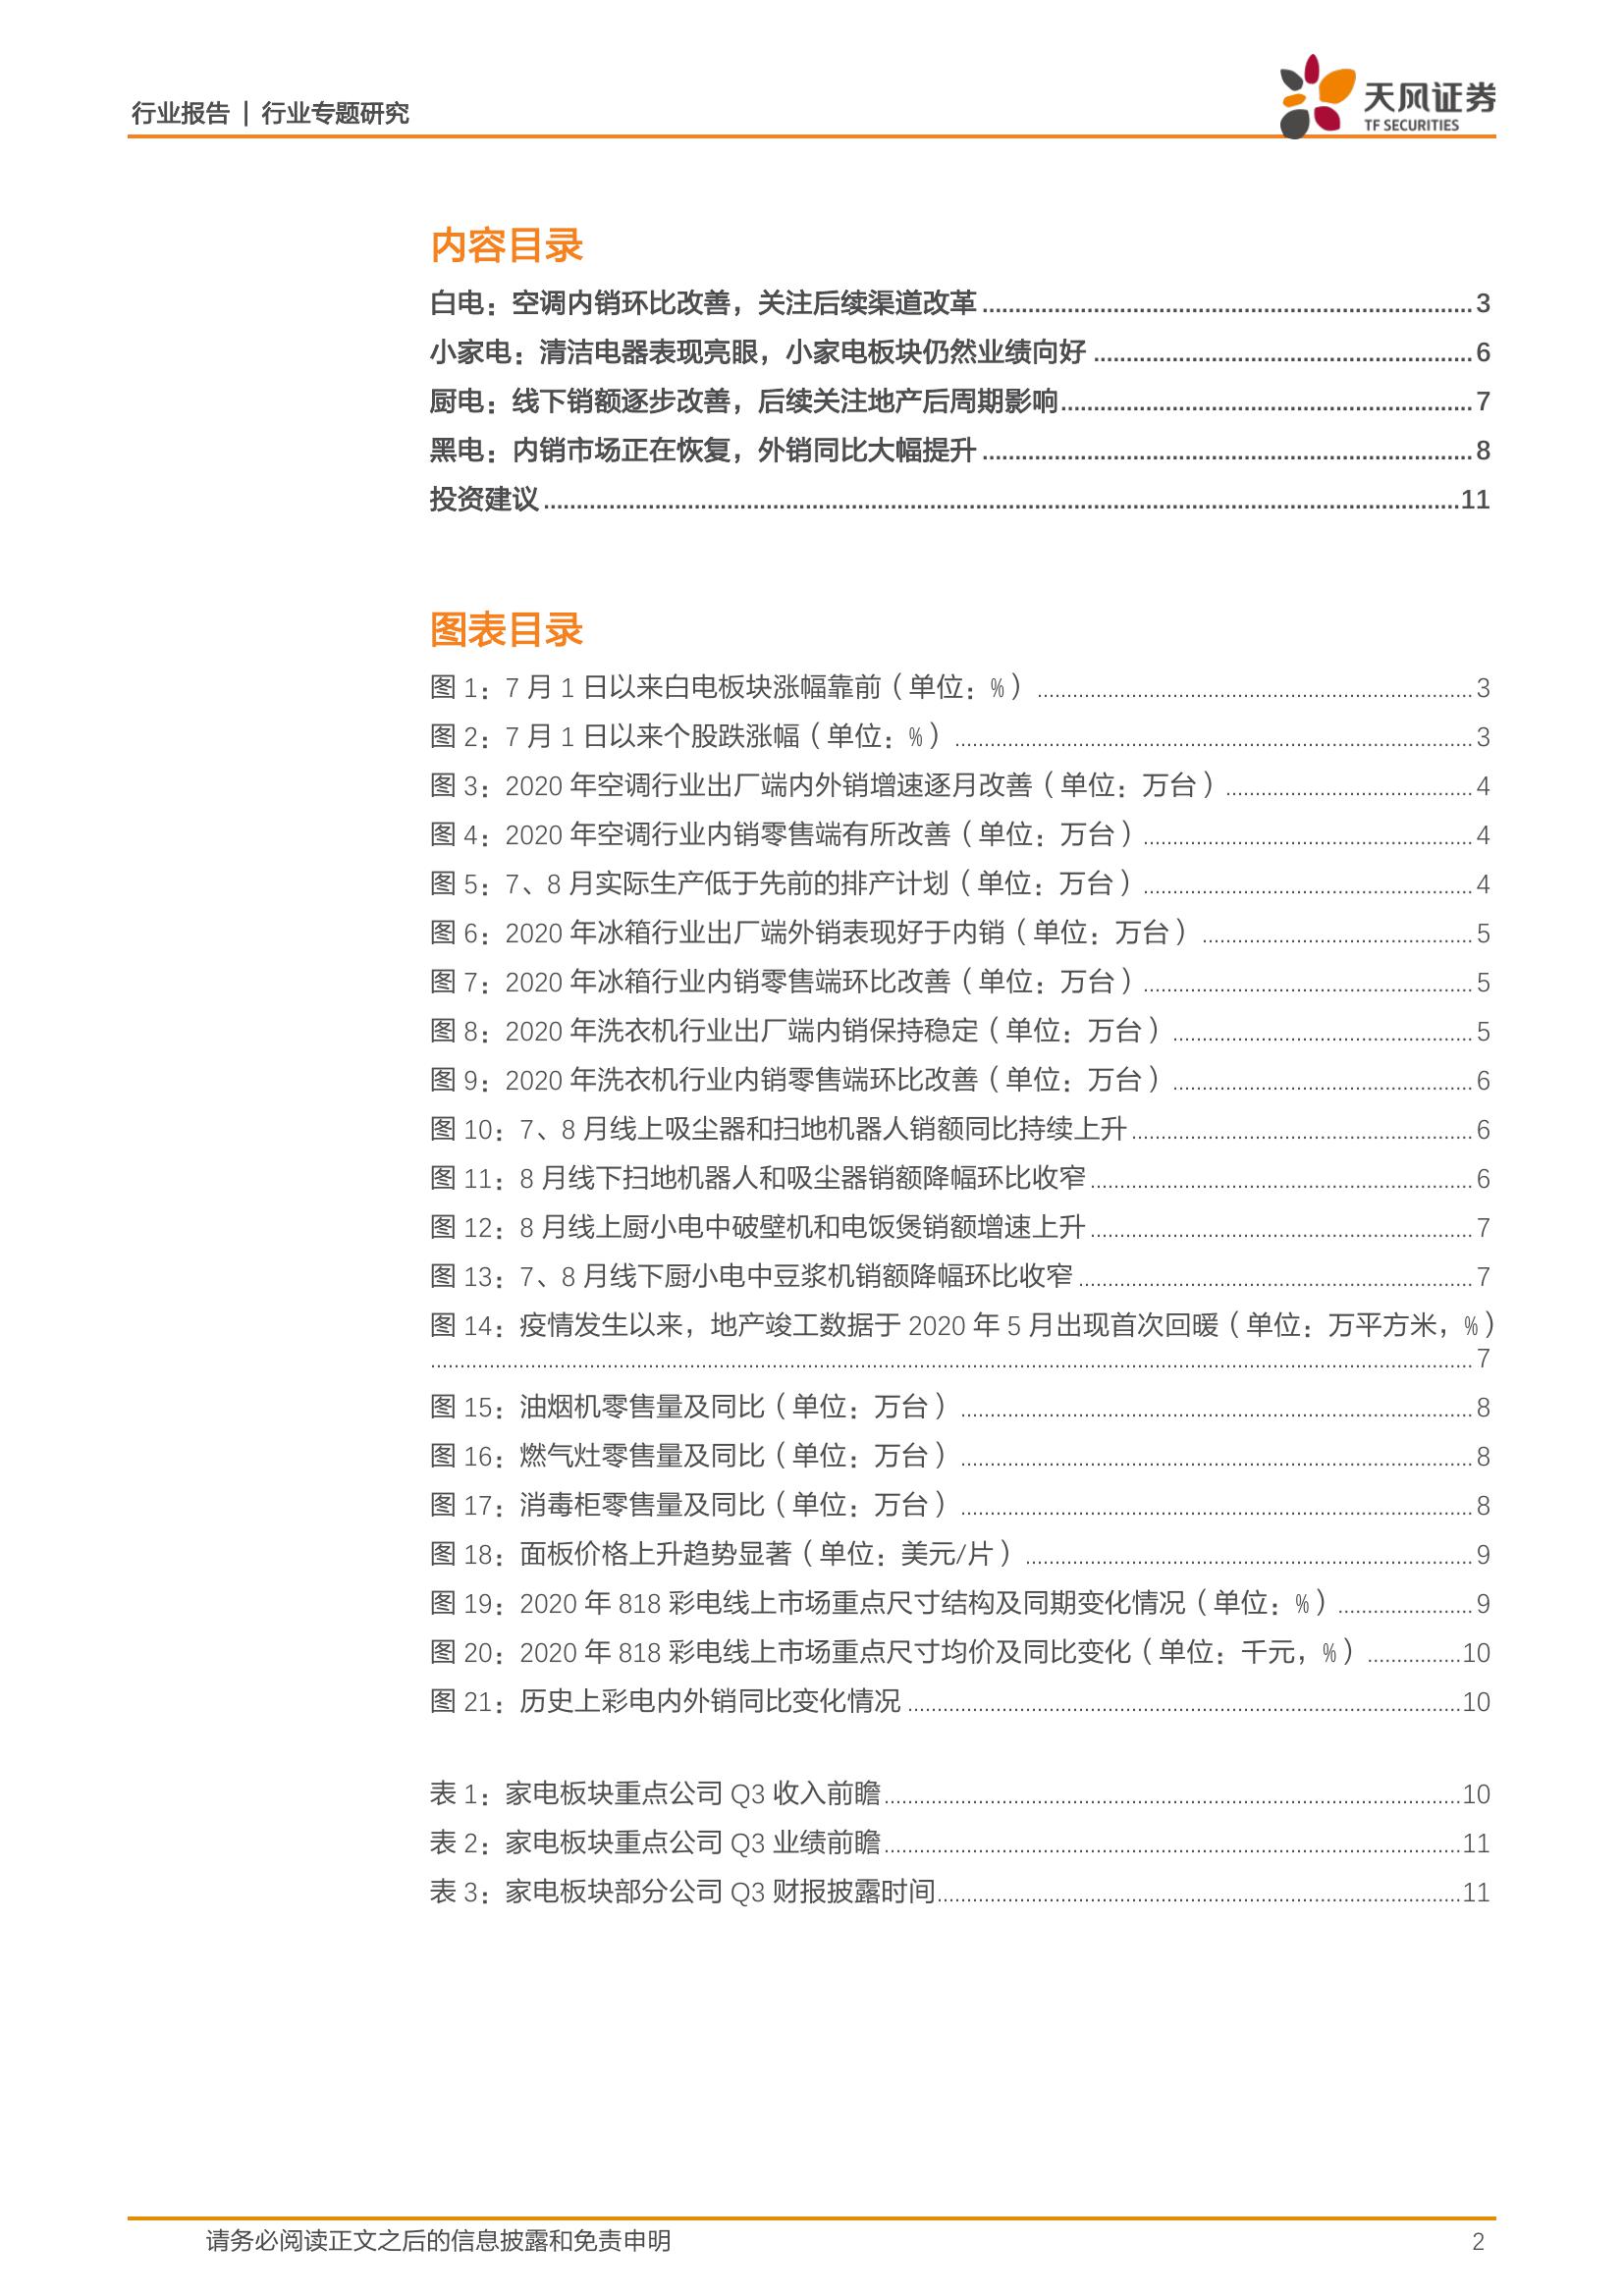 行业报告 | 行业专题研究
天风证券
TF SECURITIES
内容目录
白电：空调内销环比改善，关注后续渠道改革 3
小家电：清洁电器表现亮眼，小家电板块仍然业绩向好 6
厨电：线下销额逐步改善，后续关注地产后周期影响 7
黑电：内销市场正在恢复，外销同比大幅提升 8
投资建议 11
图表目录
图 1：7 月 1 日以来白电板块涨幅靠前（单位：%） 3
图 2：7 月 1 日以来个股跌涨幅（单位：%） 3
图 3：2020 年空调行业出厂端内外销增速逐月改善（单位：万台） 4
图 4：2020 年空调行业内销零售端有所改善（单位：万台） 4
图 5：7、8 月实际生产低于先前的排产计划（单位：万台） 4
图 6：2020 年冰箱行业出厂端外销表现好于内销（单位：万台） 5
图 7：2020 年冰箱行业内销零售端环比改善（单位：万台） 5
图 8：2020 年洗衣机行业出厂端内销保持稳定（单位：万台） 5
图 9：2020 年洗衣机行业内销零售端环比改善（单位：万台） 6
图 10：7、8 月线上吸尘器和扫地机器人销额同比持续上升 6
图 11：8 月线下扫地机器人和吸尘器销额降幅环比收窄 6
图 12：8 月线上厨小电中破壁机和电饭煲销额增速上升 7
图 13：7、8 月线下厨小电中豆浆机销额降幅环比收窄 7
图 14：疫情发生以来，地产竣工数据于 2020 年 5 月出现首次回暖（单位：万平方米，%）
7
图 15：油烟机零售量及同比（单位：万台） 8
图 16：燃气灶零售量及同比（单位：万台） 8
图 17：消毒柜零售量及同比（单位：万台） 8
图 18：面板价格上升趋势显著（单位：美元/片） 9
图 19：2020 年 818 彩电线上市场重点尺寸结构及同期变化情况（单位：%） 9
图 20：2020 年 818 彩电线上市场重点尺寸均价及同比变化（单位：千元，%） 10
图 21：历史上彩电内外销同比变化情况 10
表 1：家电板块重点公司 Q3 收入前瞻 10
表 2：家电板块重点公司 Q3 业绩前瞻 11
表 3：家电板块部分公司 Q3 财报披露时间 11
请务必阅读正文之后的信息披露和免责申明 2